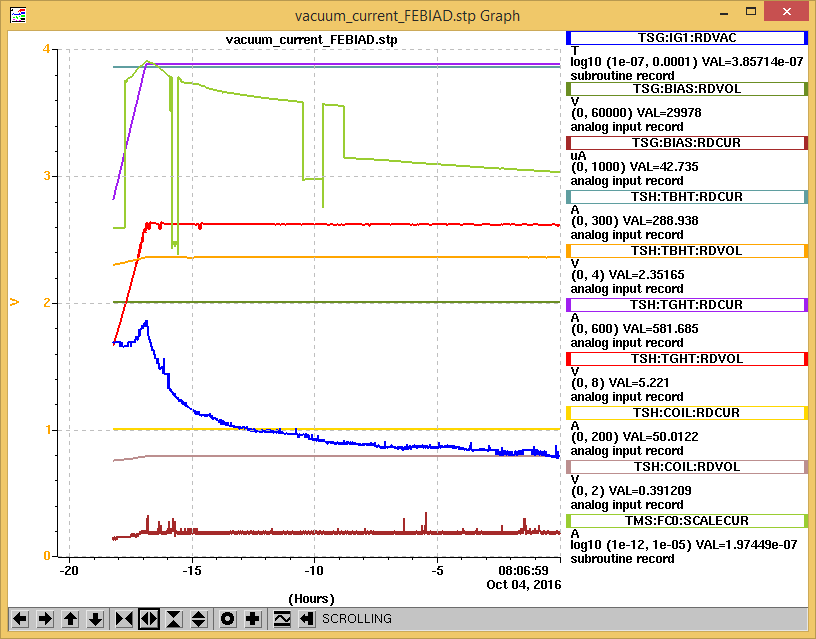 vacuum_current_FEBIAD.stp Graph
vacuum_current_FEBIAD.stp
V
4
3
2
1
0
-20
-15
-10
-5
08:06:59
Oct 04, 2016
(Hours)
TSG:IG1:RDVAC
T
log10 (1e-07, 0.0001) VAL=3.85714e-07
subroutine record
TSG:BIAS:RDVOL
V
(0, 60000) VAL=29978
analog input record
TSG:BIAS:RDCUR
uA
(0, 1000) VAL=42.735
analog input record
TSH:TBHT:RDCUR
A
(0, 300) VAL=288.938
analog input record
TSH:TBHT:RDVOL
V
(0, 4) VAL=2.35165
analog input record
TSH:TGHT:RDCUR
A
(0, 600) VAL=581.685
analog input record
TSH:TGHT:RDVOL
V
(0, 8) VAL=5.221
analog input record
TSH:COIL:RDCUR
A
(0, 200) VAL=50.0122
analog input record
TSH:COIL:RDVOL
V
(0, 2) VAL=0.391209
analog input record
TMS:FC0:SCALECUR
A
log10 (1e-12, 1e-05) VAL=1.97449e-07
subroutine record
SCROLLING